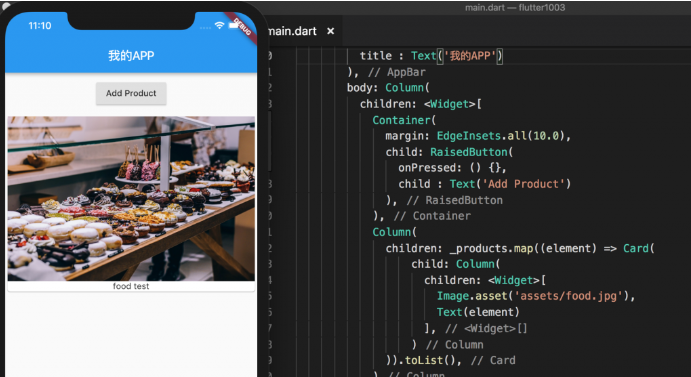 main.dart — flutter1003
11:10
DEBUG
我的APP
Add Product
food test
main.dart ×
title : Text('我的APP')
), // AppBar
body: Column(
children: <Widget>[
Container(
margin: EdgeInsets.all(10.0),
child: RaisedButton(
onPressed: () {},
child : Text('Add Product')
), // RaisedButton
), // Container
Column(
children: _products.map((element) => Card(
child: Column(
children: <Widget>[
Image.asset('assets/food.jpg'),
Text(element)
], // <Widget>[]
) // Column
)).toList(), // Card
) // Column